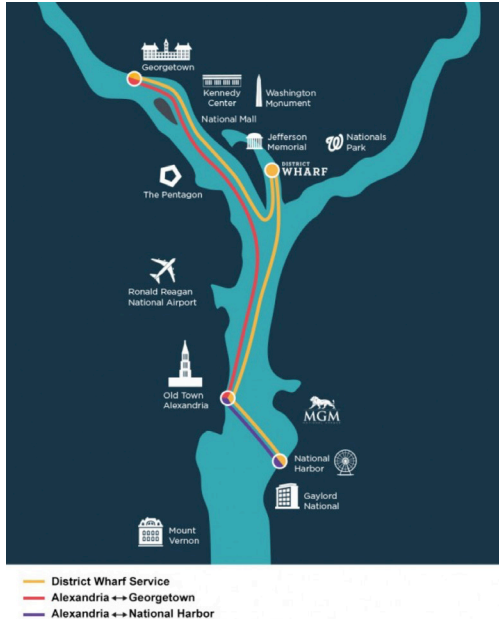 Georgetown
Kennedy
Center
Washington
Monument
National Mall
Jefferson
Memorial
W
Nationals
Park
DISTRICT
WHARF
The Pentagon
Ronald Reagan
National Airport
Old Town
Alexandria
MGM
National
Harbor
Gaylord
National
Mount
Vernon
District Wharf Service
Alexandria ↔ Georgetown
Alexandria ↔ National Harbor